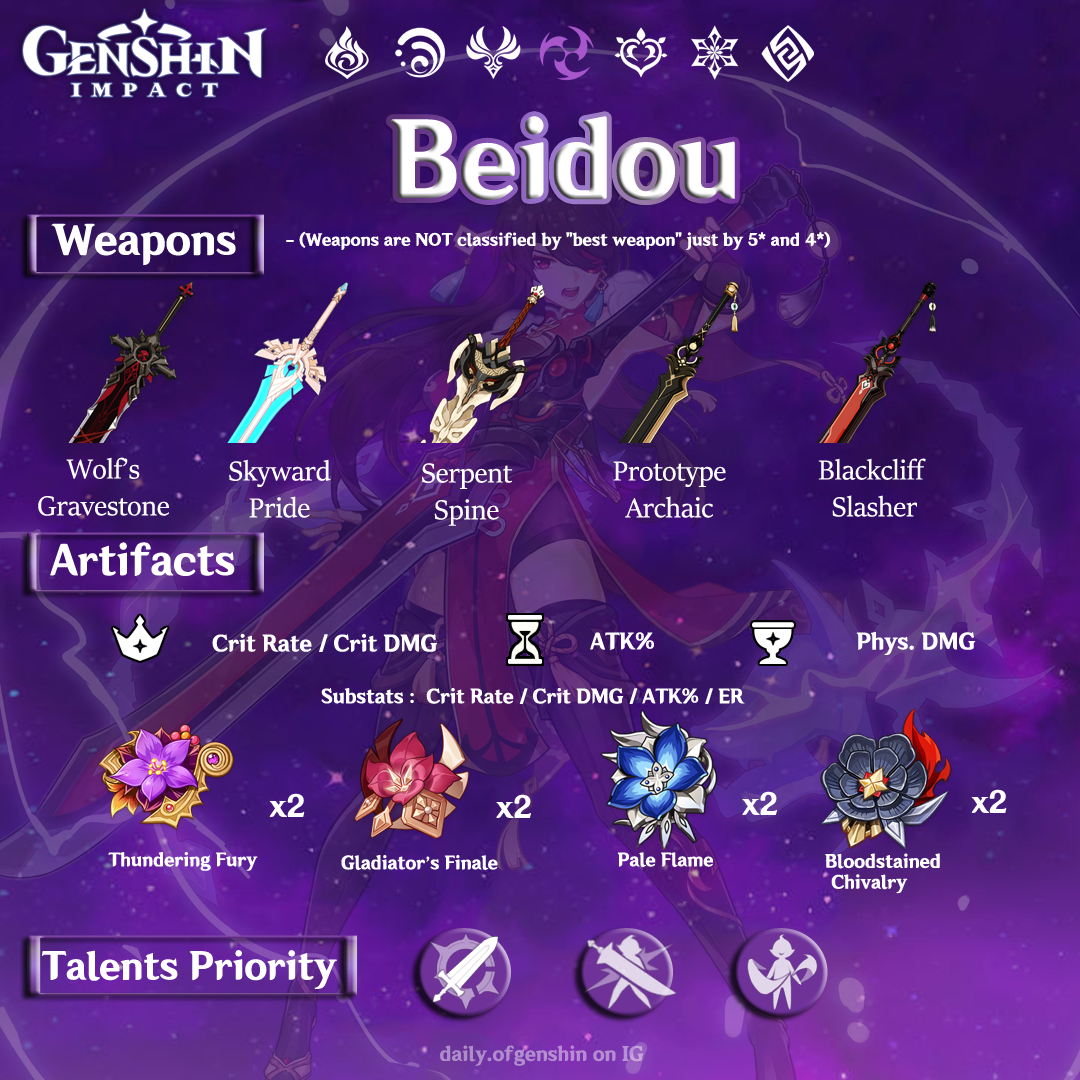 GENSHIN
IMPACT
Beidou
Weapons
- (Weapons are NOT classified by "best weapon" just by 5* and 4*)
Wolf's
Gravestone
Skyward
Pride
Serpent
Spine
Prototype
Archaic
Blackcliff
Slasher
Artifacts
Crit Rate / Crit DMG
ATK%
Phys. DMG
Substats : Crit Rate / Crit DMG / ATK% / ER
x2
x2
x2
x2
Thundering Fury
Gladiator's Finale
Pale Flame
Bloodstained
Chivalry
Talents Priority
daily.ofgenshin on IG